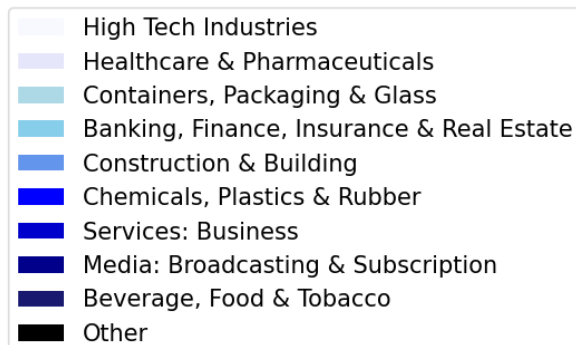 High Tech Industries
Healthcare & Pharmaceuticals
Containers, Packaging & Glass
Banking, Finance, Insurance & Real Estate
Construction & Building
Chemicals, Plastics & Rubber
Services: Business
Media: Broadcasting & Subscription
Beverage, Food & Tobacco
Other